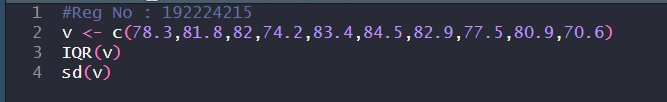 1 #Reg No : 192224215
2 v <- c(78.3,81.8,82,74.2,83.4,84.5,82.9,77.5,80.9,70.6)
3 IQR(v)
4 sd(v)